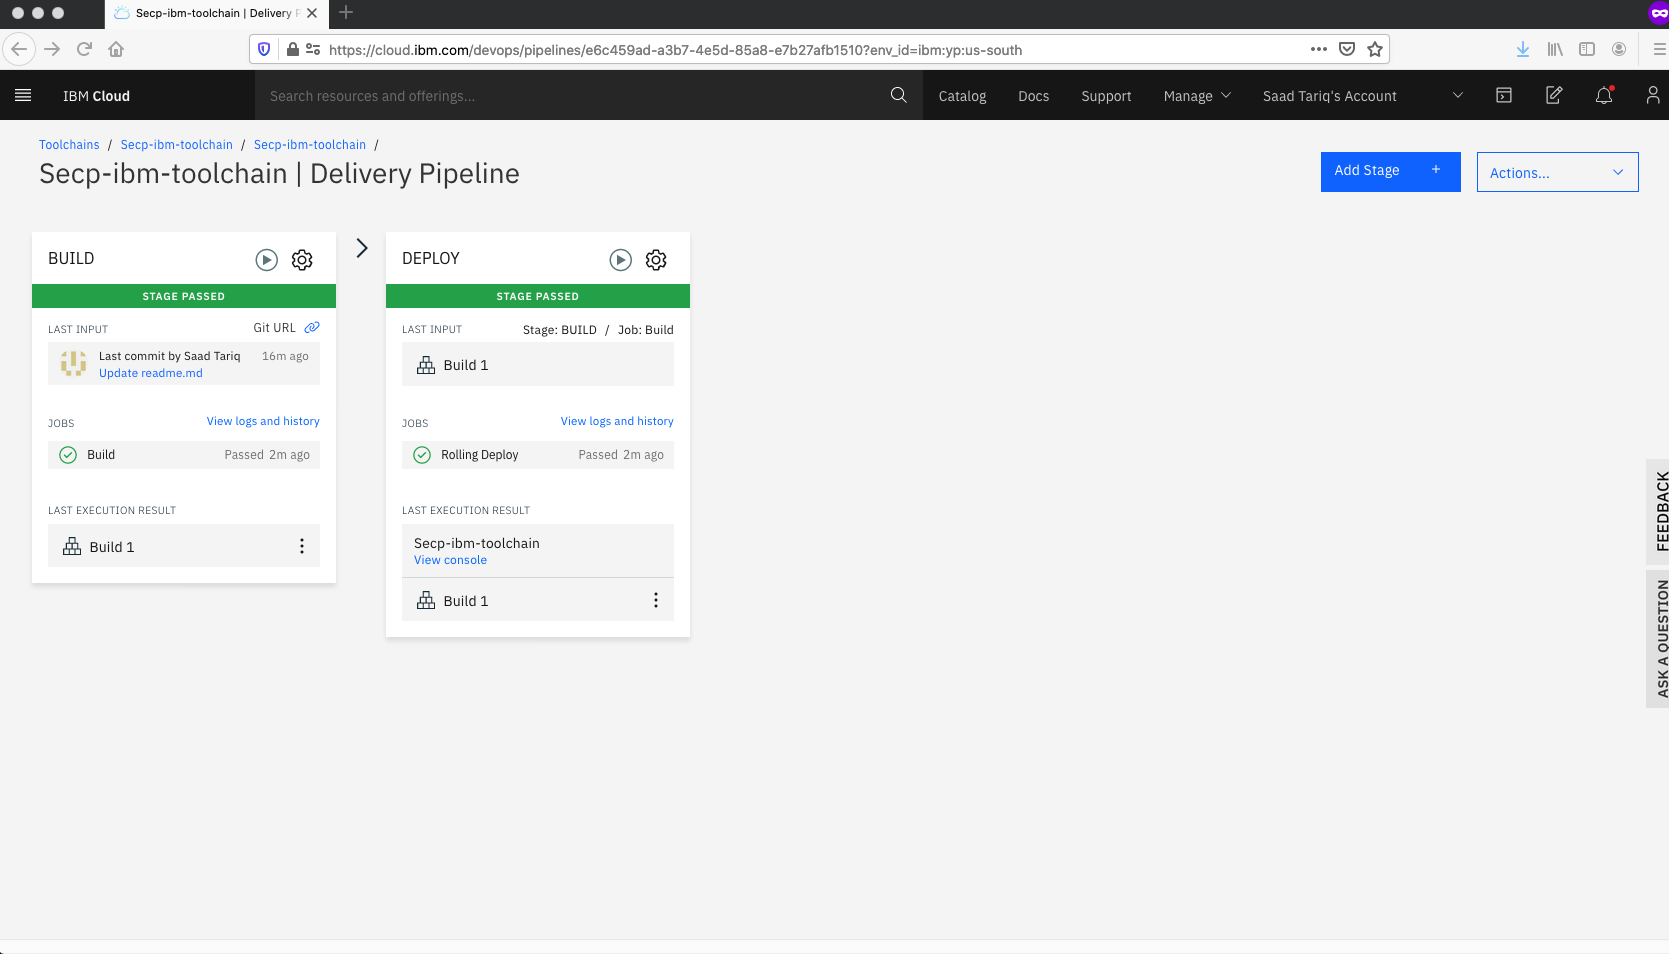 Secp-ibm-toolchain | Delivery P
https://cloud.ibm.com/devops/pipelines/e6c459ad-a3b7-4e5d-85a8-e7b27afb1510?env_id=ibm:yp:us-south
IBM Cloud
Search resources and offerings...
Catalog
Docs
Support
Manage
Saad Tariq's Account
Toolchains / Secp-ibm-toolchain / Secp-ibm-toolchain /
Secp-ibm-toolchain | Delivery Pipeline
Add Stage +
Actions...
BUILD
STAGE PASSED
LAST INPUT
Git URL
Last commit by Saad Tariq
16m ago
Update readme.md
JOBS
View logs and history
Build
Passed 2m ago
LAST EXECUTION RESULT
Build 1
DEPLOY
STAGE PASSED
LAST INPUT
Stage: BUILD / Job: Build
Build 1
JOBS
View logs and history
Rolling Deploy
Passed 2m ago
LAST EXECUTION RESULT
Secp-ibm-toolchain
View console
Build 1
FEEDBACK
ASK A QUESTION